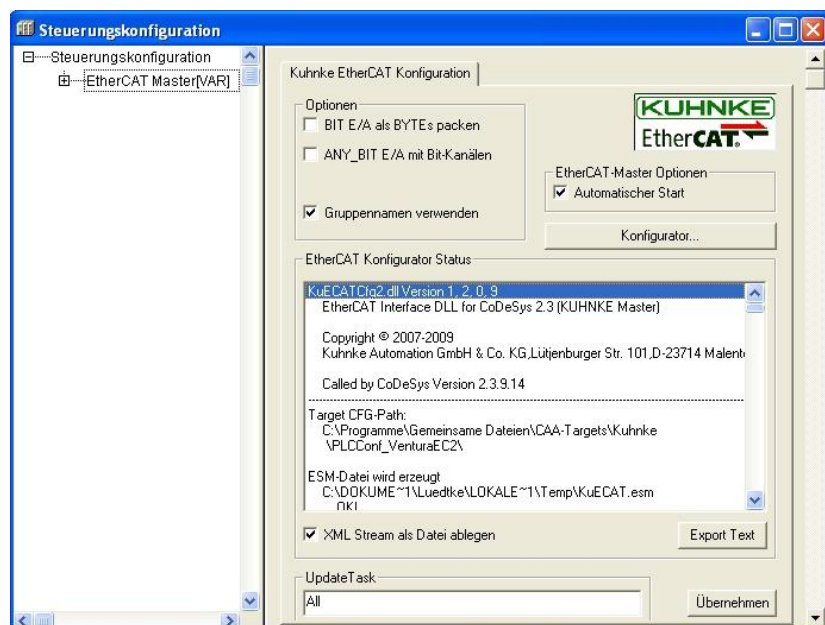 Steuerungskonfiguration
Steuerungskonfiguration
EtherCAT Master[VAR]
Kuhnke EtherCAT Konfiguration
Optionen
BIT E/A als BYTEs packen
ANY_BIT E/A mit Bit-Kanälen
Gruppennamen verwenden
KUHNKE
EtherCAT.
EtherCAT-Master Optionen
Automatischer Start
Konfigurator...
EtherCAT Konfigurator Status
KuECATCfg2.dll Version 1, 2, 0, 9
EtherCAT Interface DLL for CoDeSys 2.3 (KUHNKE Master)
Copyright © 2007-2009
Kuhnke Automation GmbH & Co. KG,Lütjenburger Str. 101,D-23714 Malent
Called by CoDeSys Version 2.3.9.14
Target CFG-Path:
C:\Programme\Gemeinsame Dateien\CAA-Targets\Kuhnke
\PLCConf_VenturaEC2\
ESM-Datei wird erzeugt
C:\DOKUME~1\Luedtke\LOKALE~1\Temp\KuECAT.esm
OK!
XML Stream als Datei ablegen
Export Text
UpdateTask
All
Übernehmen